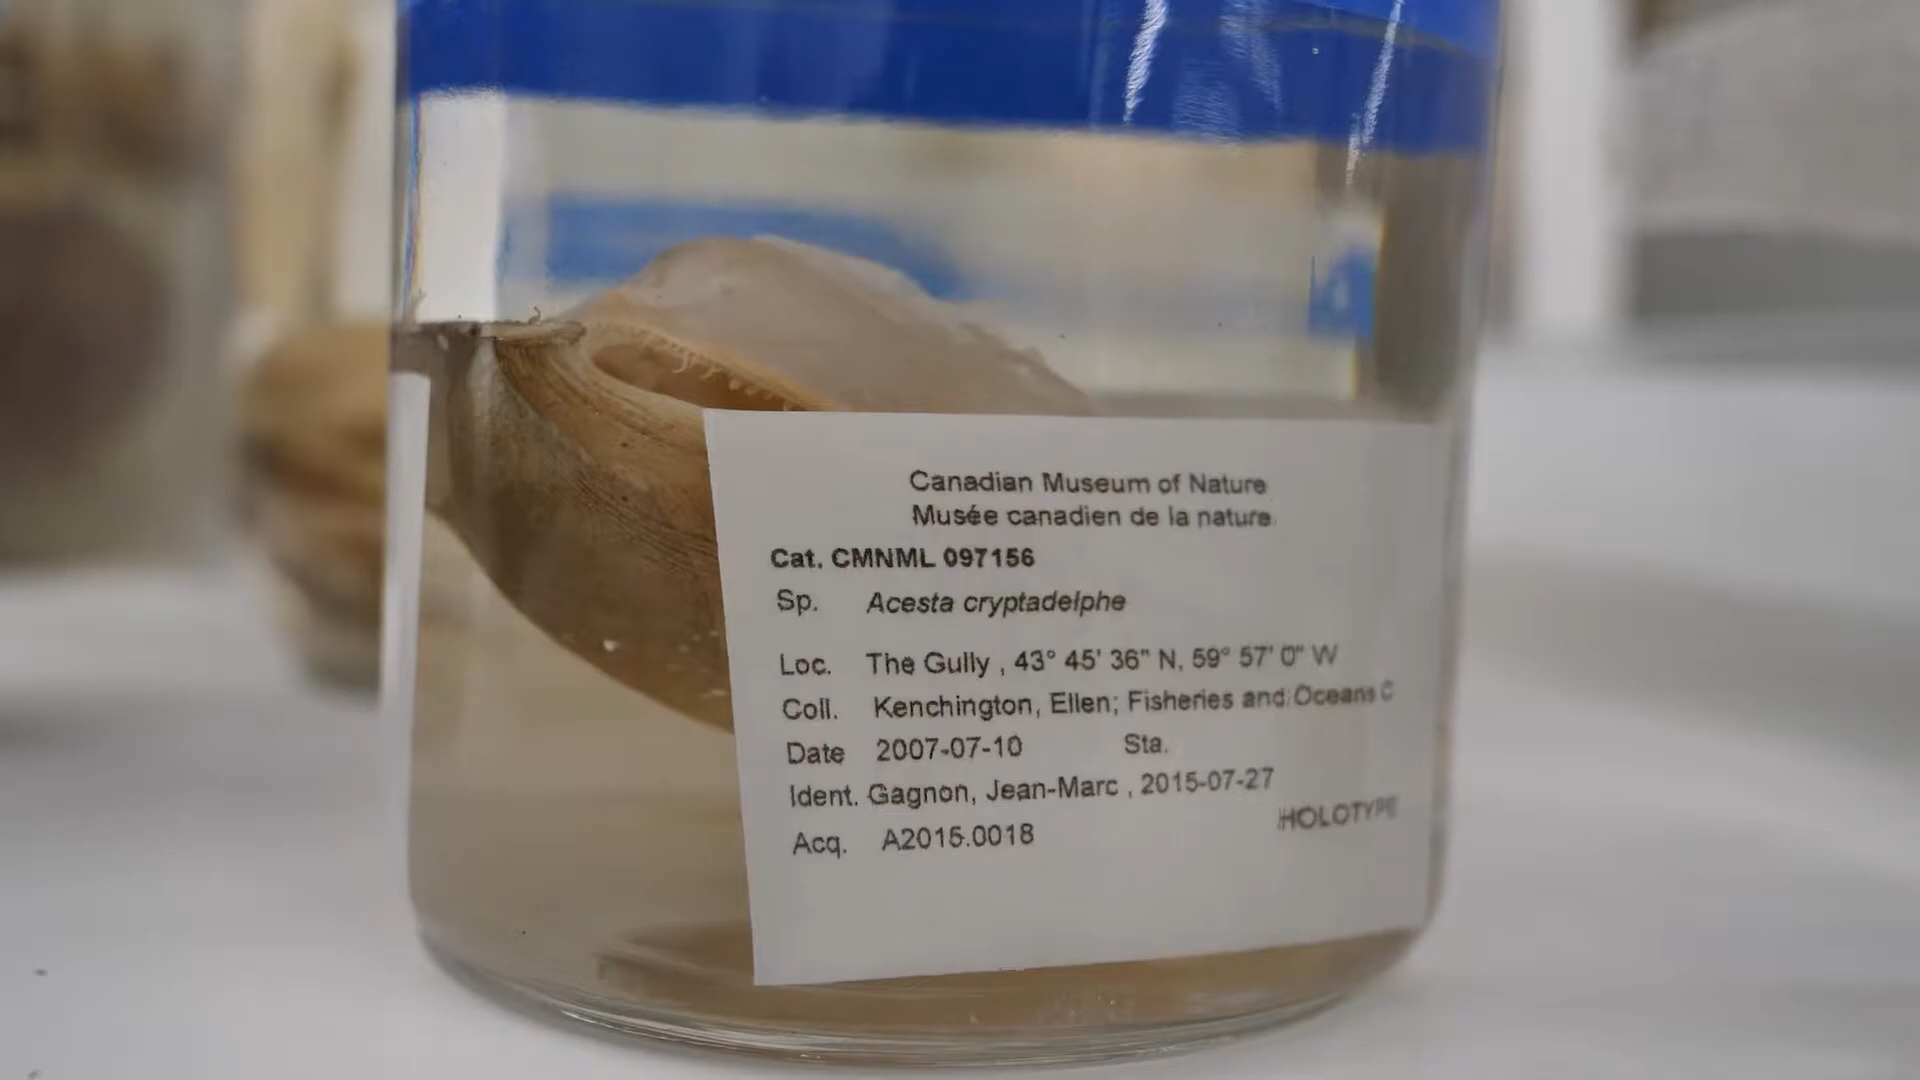 Canadian Museum of Nature
Musée canadien de la nature
Cat. CMNML 097156
Sp. Acesta cryptadelphe
Loc. The Gully , 43° 45' 36" N, 59° 57' 0" W
Coll. Kenchington, Ellen; Fisheries and Oceans C
Date 2007-07-10 Sta.
Ident. Gagnon, Jean-Marc , 2015-07-27
HOLOTYPE
Acq. A2015.0018